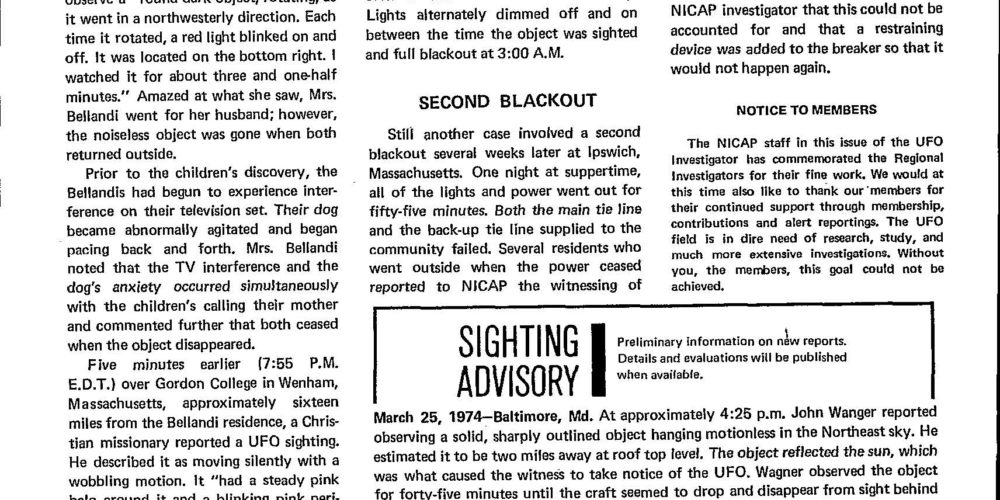 observe a "round dark object, rotating, as
it went in a northwesterly direction. Each
time it rotated, a red light blinked on and
off. It was located on the bottom right. I
watched it for about three and one-half
minutes." Amazed at what she saw, Mrs.
Bellandi went for her husband; however,
the noiseless object was gone when both
returned outside.
Prior to the children's discovery, the
Bellandis had begun to experience inter-
ference on their television set. Their dog
became abnormally agitated and began
pacing back and forth. Mrs. Bellandi
noted that the TV interference and the
dog's anxiety occurred simultaneously
with the children's calling their mother
and commented further that both ceased
when the object disappeared.
Five minutes earlier (7:55 P.M.
E.D.T.) over Gordon College in Wenham,
Massachusetts, approximately sixteen
miles from the Bellandi residence, a Chris-
tian missionary reported a UFO sighting.
He described it as moving silently with a
wobbling motion. It "had a steady pink
halo around it and a blinking pink peri-
Lights alternately dimmed off and on
between the time the object was sighted
and full blackout at 3:00 A.M.
SECOND BLACKOUT
Still another case involved a second
blackout several weeks later at Ipswich,
Massachusetts. One night at suppertime,
all of the lights and power went out for
fifty-five minutes. Both the main tie line
and the back-up tie line supplied to the
community failed. Several residents who
went outside when the power ceased
reported to NICAP the witnessing of
NICAP investigator that this could not be
accounted for and that a restraining
device was added to the breaker so that it
would not happen again.
NOTICE TO MEMBERS
The NICAP staff in this issue of the UFO
Investigator has commemorated the Regional
Investigators for their fine work. We would at
this time also like to thank our members for
their continued support through membership,
contributions and alert reportings. The UFO
field is in dire need of research, study, and
much more extensive investigations. Without
you, the members, this goal could not be
achieved.
SIGHTING
ADVISORY
Preliminary information on new reports.
Details and evaluations will be published
when available.
March 25, 1974—Baltimore, Md. At approximately 4:25 p.m. John Wanger reported
observing a solid, sharply outlined object hanging motionless in the Northeast sky. He
estimated it to be two miles away at roof top level. The object reflected the sun, which
was what caused the witness to take notice of the UFO. Wagner observed the object
for forty-five minutes until the craft seemed to drop and disappear from sight behind